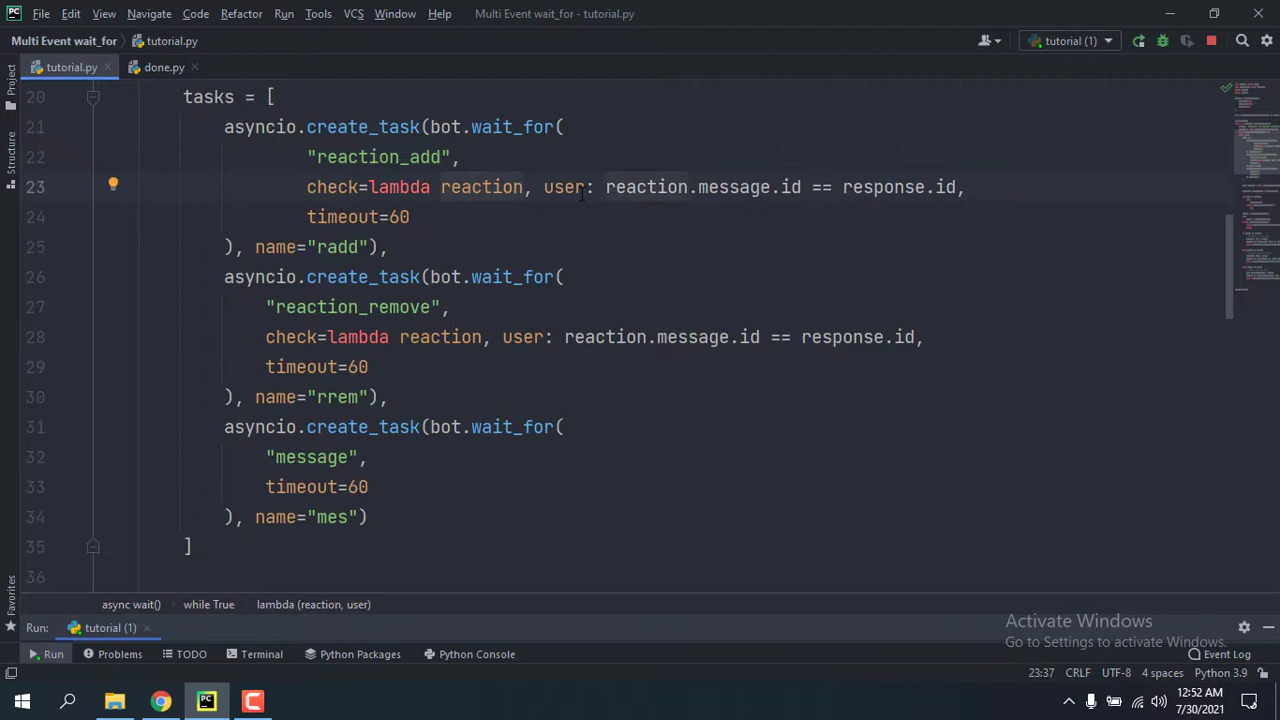 File Edit View Navigate Code Refactor Run Tools VCS Window Help Multi Event wait_for - tutorial.py
Multi Event wait_for tutorial.py tutorial (1)
tutorial.py done.py
Project
Structure
Favorites
20 tasks = [
21 asyncio.create_task(bot.wait_for(
22 "reaction_add",
23 check=lambda reaction, user: reaction.message.id == response.id,
24 timeout=60
25 ), name="radd"),
26 asyncio.create_task(bot.wait_for(
27 "reaction_remove",
28 check=lambda reaction, user: reaction.message.id == response.id,
29 timeout=60
30 ), name="rrem"),
31 asyncio.create_task(bot.wait_for(
32 "message",
33 timeout=60
34 ), name="mes")
35 ]
36
async wait() while True lambda (reaction, user)
Activate Windows
Go to Settings to activate Windows.
Run: tutorial (1)
Run Problems TODO Terminal Python Packages Python Console Event Log
23:37 CRLF UTF-8 4 spaces Python 3.9
12:52 AM
7/30/2021